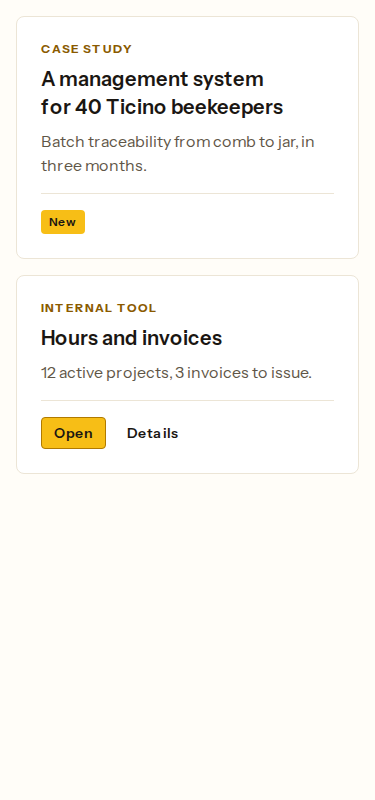 CASE STUDY
A management system
for 40 Ticino beekeepers
Batch traceability from comb to jar, in
three months.
New
INTERNAL TOOL
Hours and invoices
12 active projects, 3 invoices to issue.
Open
Details